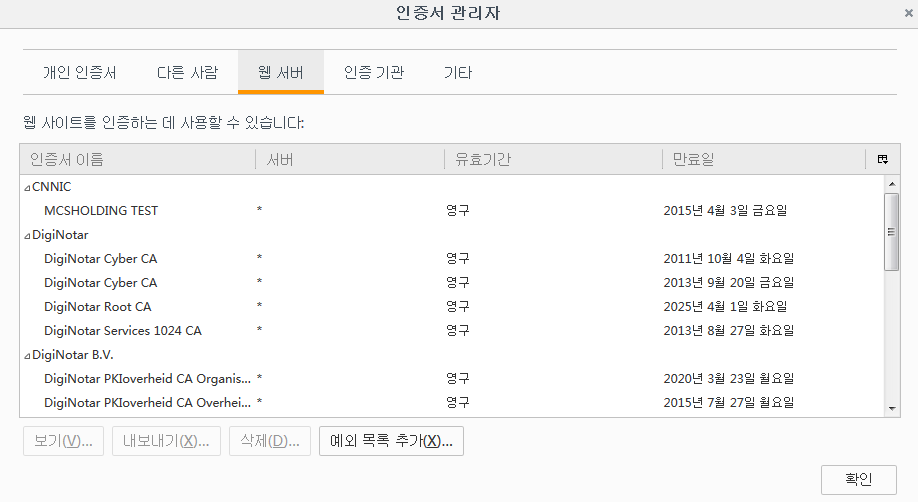 인증서 관리자
개인 인증서 다른 사람 웹 서버 인증 기관 기타
웹 사이트를 인증하는 데 사용할 수 있습니다:
인증서 이름 서버 유효기간 만료일
CNNIC
MCSHOLDING TEST * 영구 2015년 4월 3일 금요일
DigiNotar
DigiNotar Cyber CA * 영구 2011년 10월 4일 화요일
DigiNotar Cyber CA * 영구 2013년 9월 20일 금요일
DigiNotar Root CA * 영구 2025년 4월 1일 화요일
DigiNotar Services 1024 CA * 영구 2013년 8월 27일 화요일
DigiNotar B.V.
DigiNotar PKIoverheid CA Organis... * 영구 2020년 3월 23일 월요일
DigiNotar PKIoverheid CA Overhei... * 영구 2015년 7월 27일 월요일
보기(V)... 내보내기(X)... 삭제(D)... 예외 목록 추가(X)...
확인